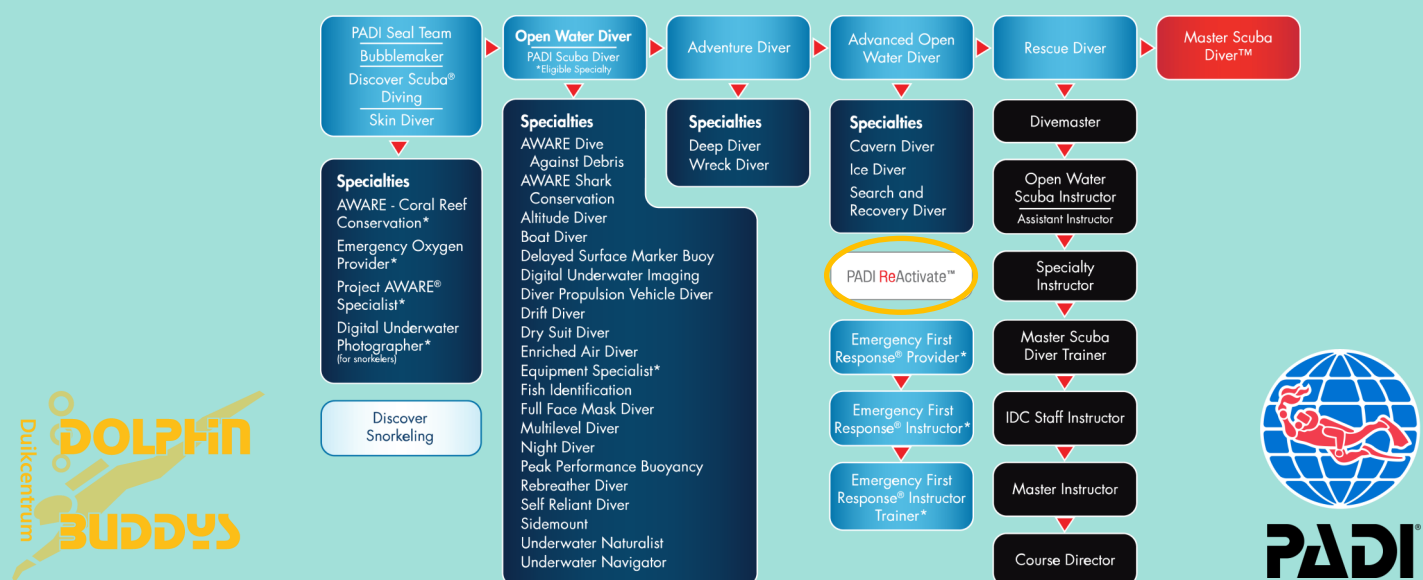 PADI Seal Team
Bubblemaker
Discover Scuba®
Diving
Skin Diver
Open Water Diver
PADI Scuba Diver
*Eligible Specialty
Adventure Diver
Advanced Open
Water Diver
Rescue Diver
Master Scuba
Diver™
Specialties
AWARE - Coral Reef
Conservation*
Emergency Oxygen
Provider*
Project AWARE®
Specialist*
Digital Underwater
Photographer*
(for snorkelers)
Discover
Snorkeling
Specialties
AWARE Dive
Against Debris
AWARE Shark
Conservation
Altitude Diver
Boat Diver
Delayed Surface Marker Buoy
Digital Underwater Imaging
Diver Propulsion Vehicle Diver
Drift Diver
Dry Suit Diver
Enriched Air Diver
Equipment Specialist*
Fish Identification
Full Face Mask Diver
Multilevel Diver
Night Diver
Peak Performance Buoyancy
Rebreather Diver
Self Reliant Diver
Sidemount
Underwater Naturalist
Underwater Navigator
Specialties
Deep Diver
Wreck Diver
Specialties
Cavern Diver
Ice Diver
Search and
Recovery Diver
PADI ReActivate™
Emergency First
Response® Provider*
Emergency First
Response® Instructor*
Emergency First
Response® Instructor
Trainer*
Divemaster
Open Water
Scuba Instructor
Assistant Instructor
Specialty
Instructor
Master Scuba
Diver Trainer
IDC Staff Instructor
Master Instructor
Course Director
Duikcentrum
DOLPHiN
BUDDYS
PADI®